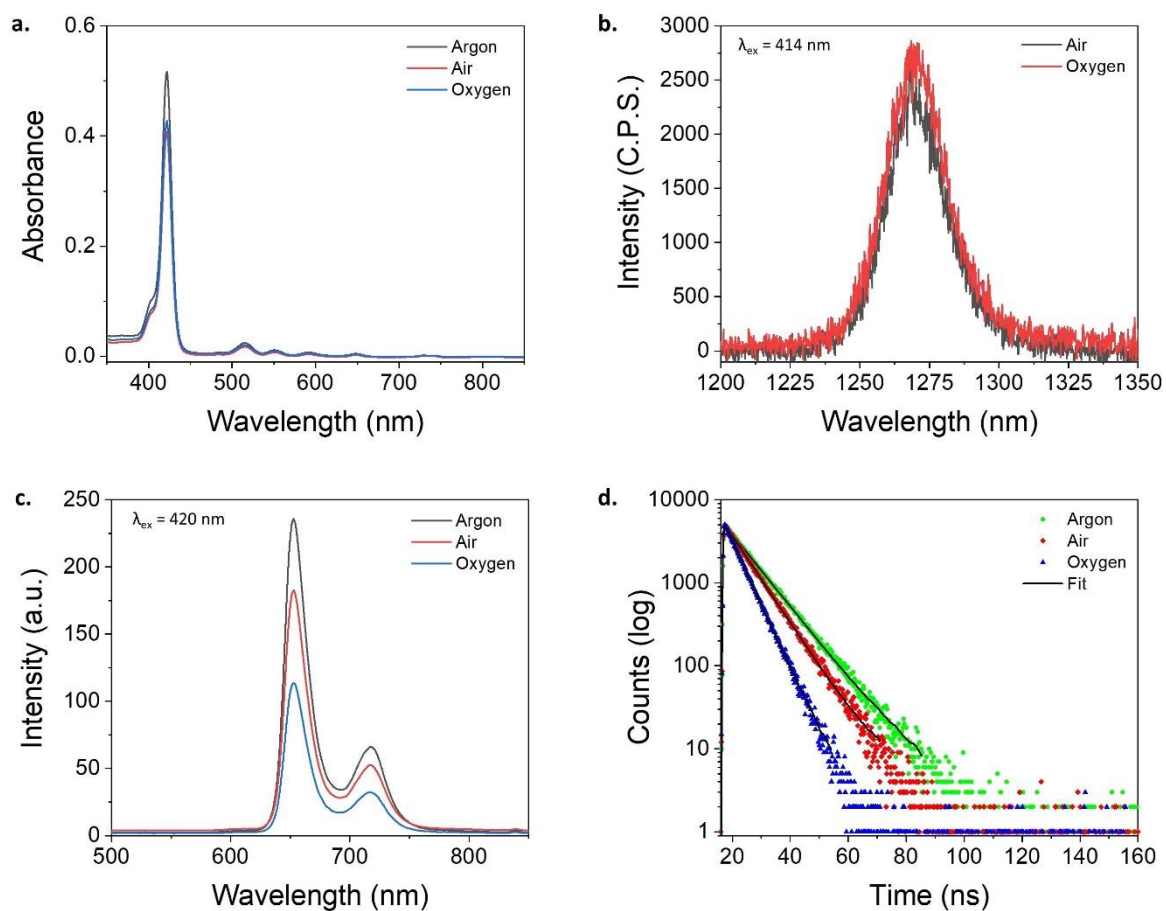 a.
0.6
0.4
0.2
0.0
Absorbance
Argon
Air
Oxygen
400 500 600 700 800
Wavelength (nm)
b.
3000
2500
2000
1500
1000
500
0
Intensity (C.P.S.)
λex = 414 nm
Air
Oxygen
1200 1225 1250 1275 1300 1325 1350
Wavelength (nm)
c.
250
200
150
100
50
0
Intensity (a.u.)
λex = 420 nm
Argon
Air
Oxygen
500 600 700 800
Wavelength (nm)
d.
10000
1000
100
10
1
Counts (log)
Argon
Air
Oxygen
Fit
20 40 60 80 100 120 140 160
Time (ns)